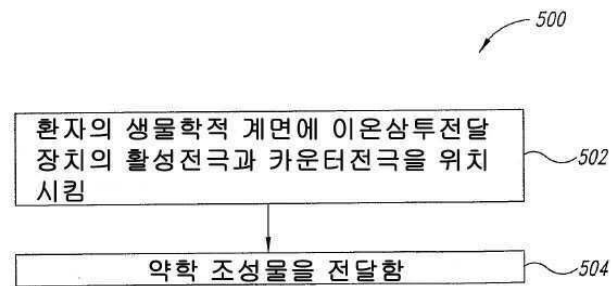 500
환자의 생물학적 계면에 이온삼투전달
장치의 활성전극과 카운터전극을 위치
시킴
502
약학 조성물을 전달함
504